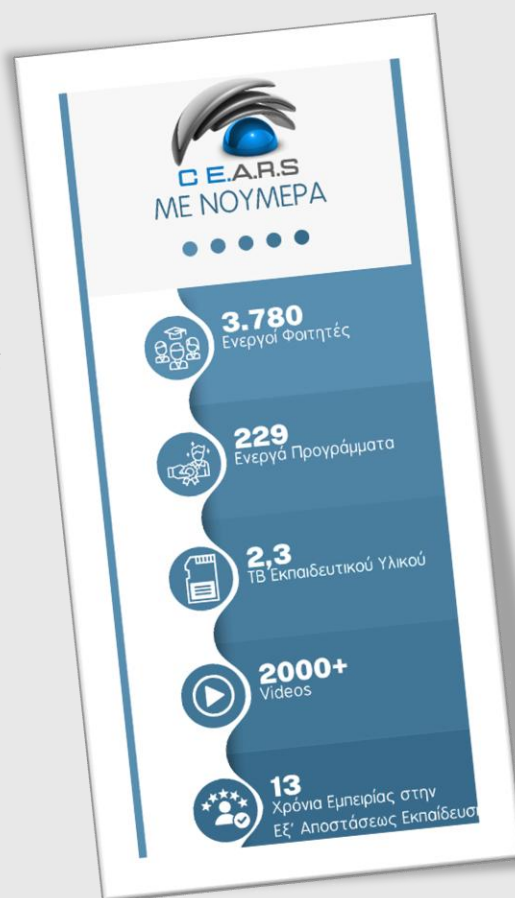 C E.A.R.S
ΜΕ ΝΟΥΜΕΡΑ
3.780
Ενεργοί Φοιτητές
229
Ενεργά Προγράμματα
2,3
TB Εκπαιδευτικού Υλικού
2000+
Videos
13
Χρόνια Εμπειρίας στην
Εξ' Αποστάσεως Εκπαίδευση